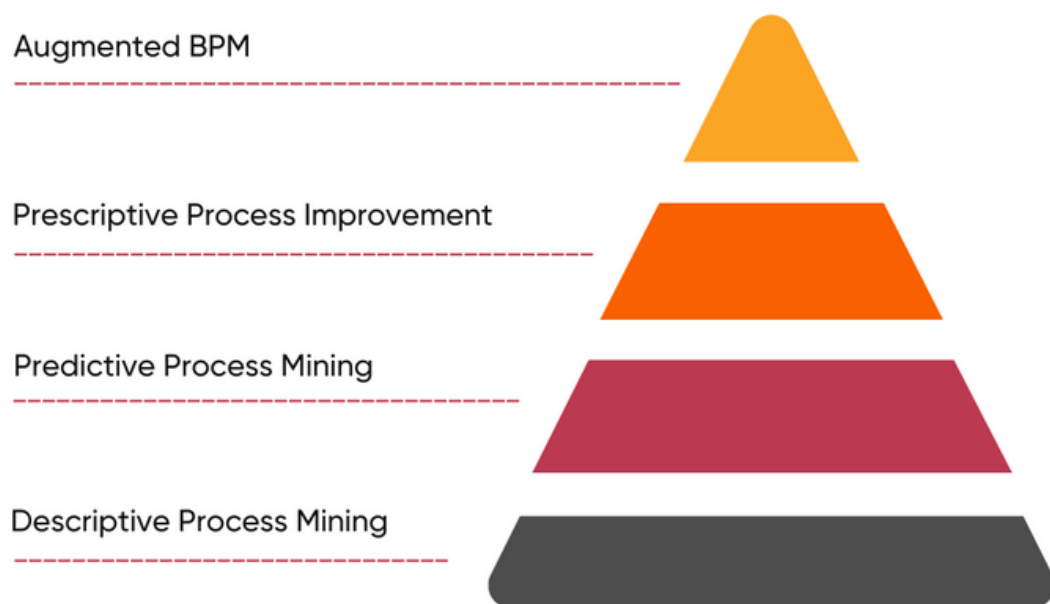 Augmented BPM
Prescriptive Process Improvement
Predictive Process Mining
Descriptive Process Mining